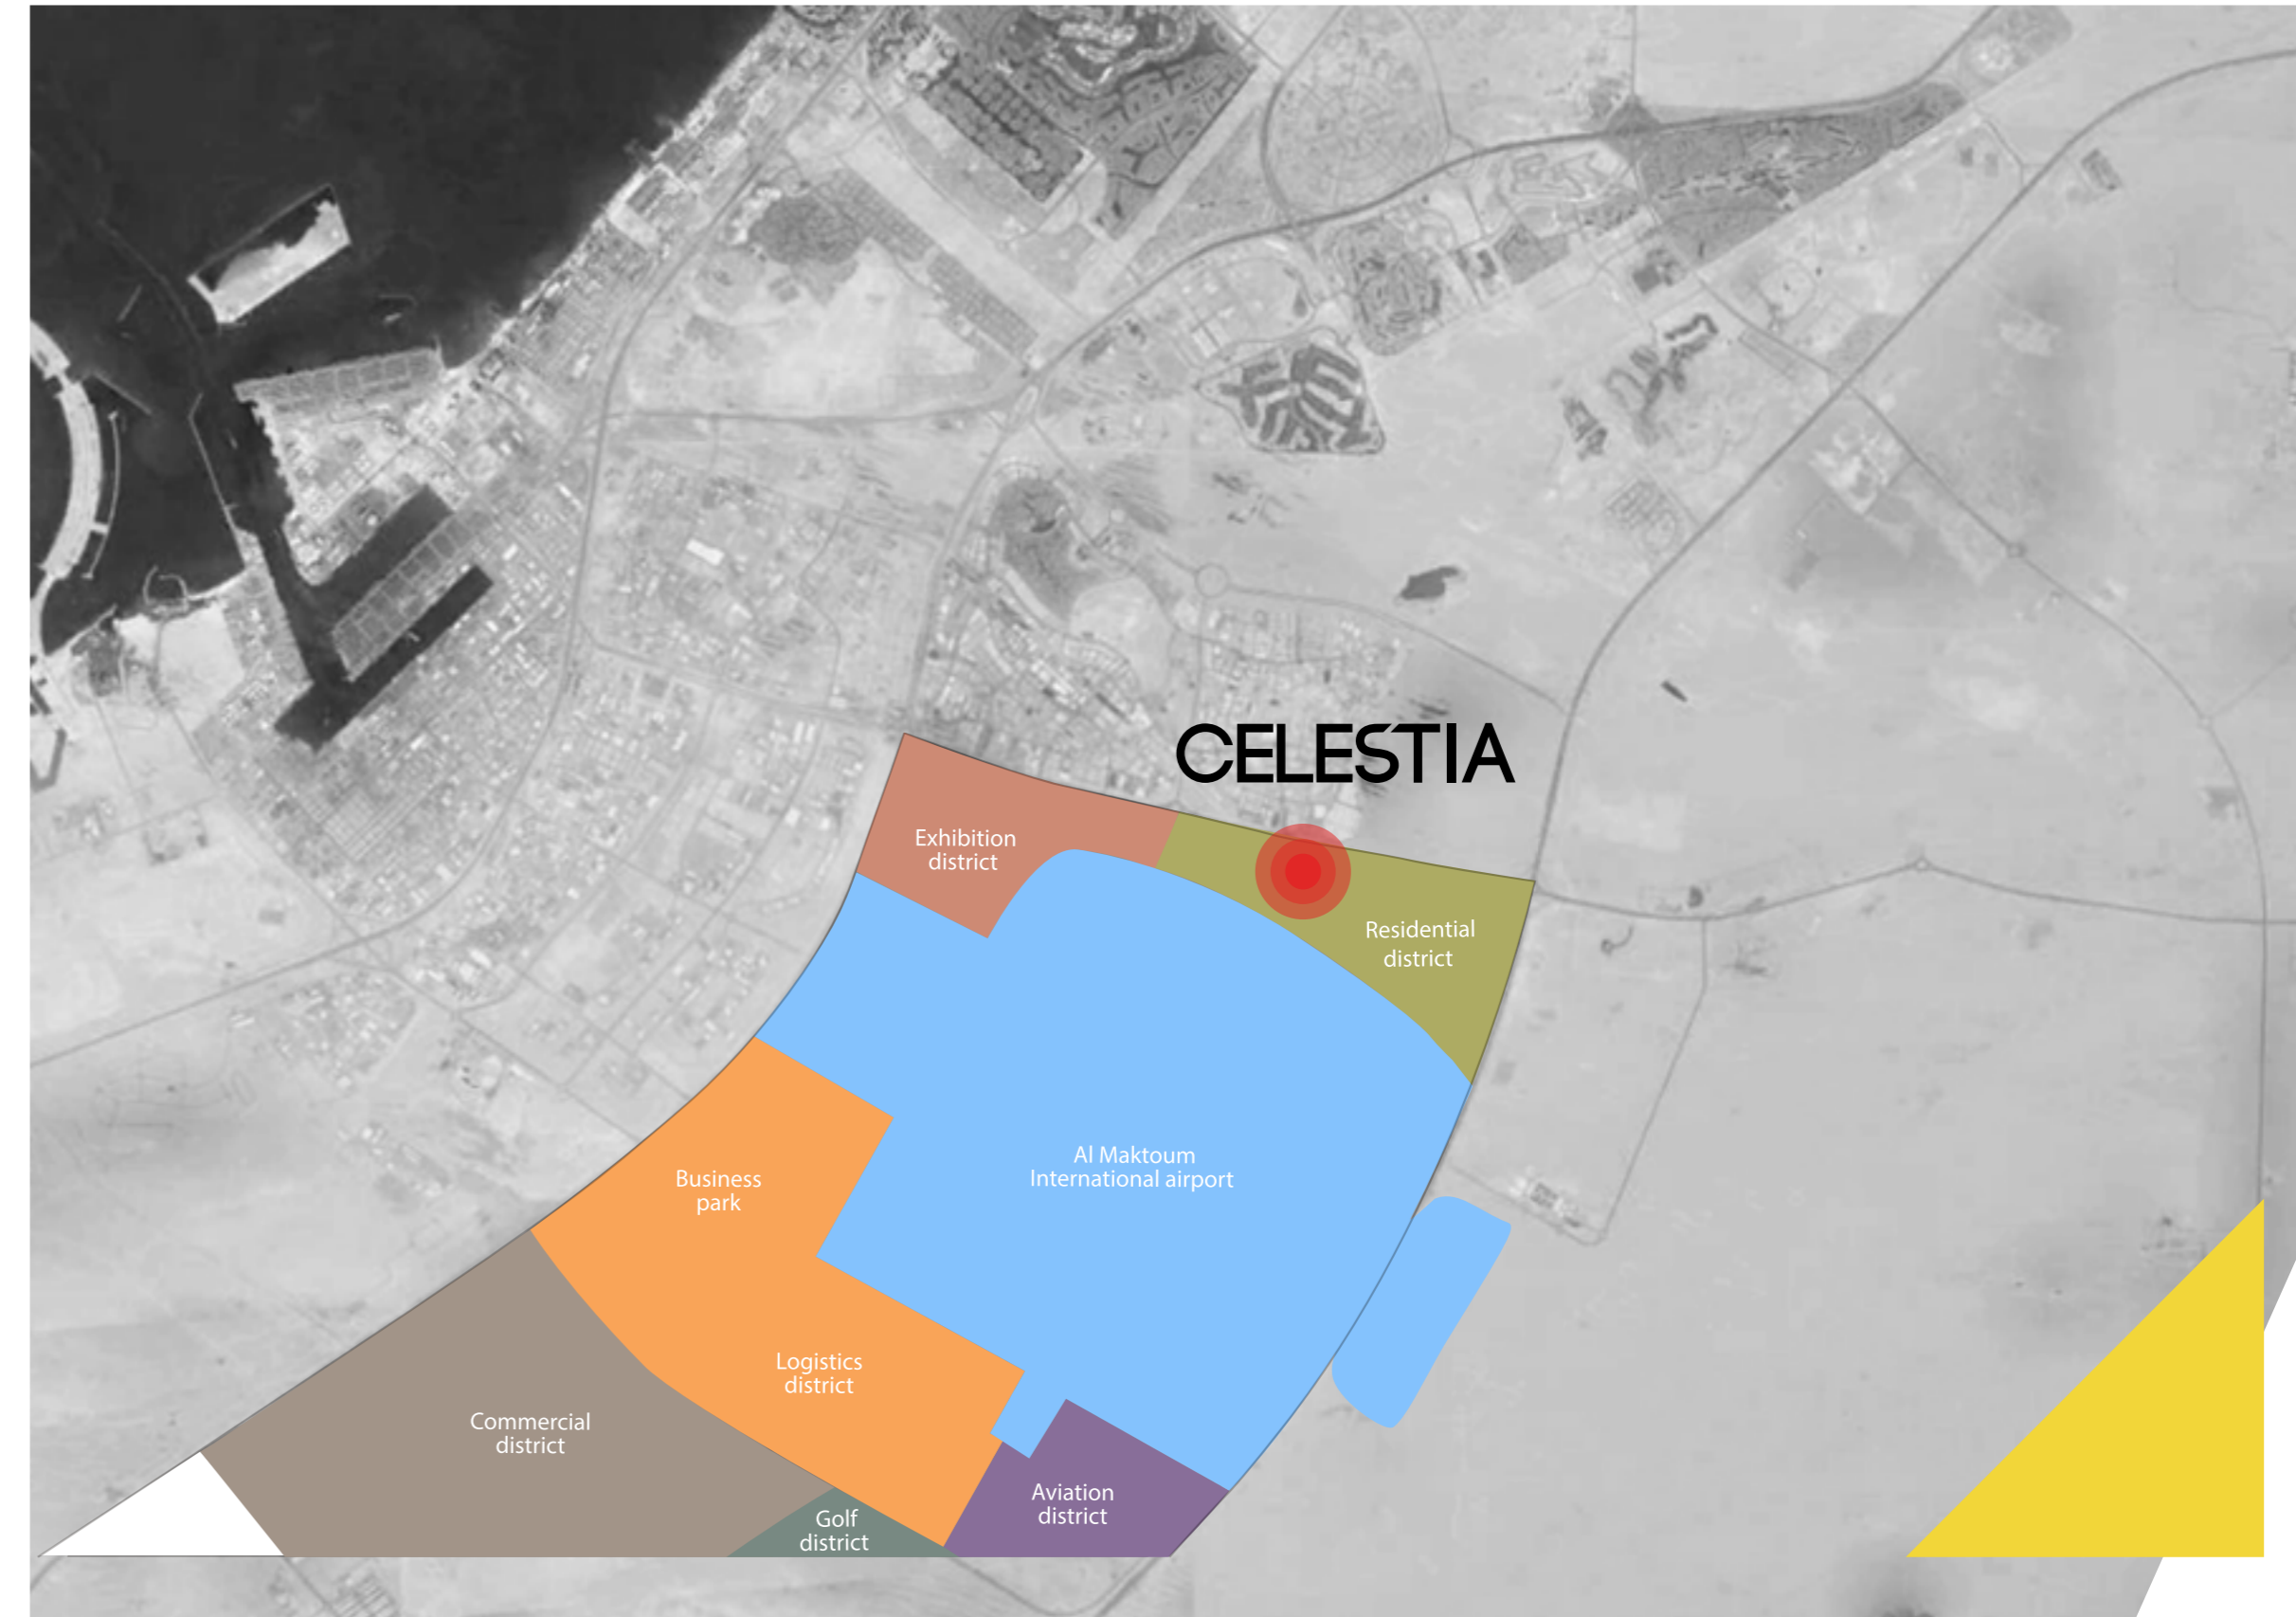 CELESTIA
Exhibition
district
Residential
district
Al Maktoum
International airport
Business
park
Logistics
district
Commercial
district
Aviation
district
Golf
district